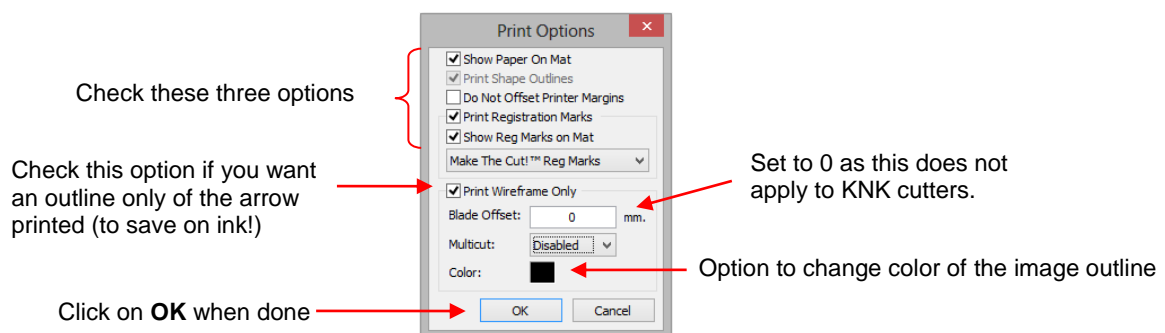 Print Options
Show Paper On Mat
Print Shape Outlines
Do Not Offset Printer Margins
Print Registration Marks
Show Reg Marks on Mat
Make The Cut!™ Reg Marks
Print Wireframe Only
Blade Offset: 0 mm.
Multicut: Disabled
Color:
OK Cancel
Check these three options
Check this option if you want
an outline only of the arrow
printed (to save on ink!)
Click on OK when done
Set to 0 as this does not
apply to KNK cutters.
Option to change color of the image outline